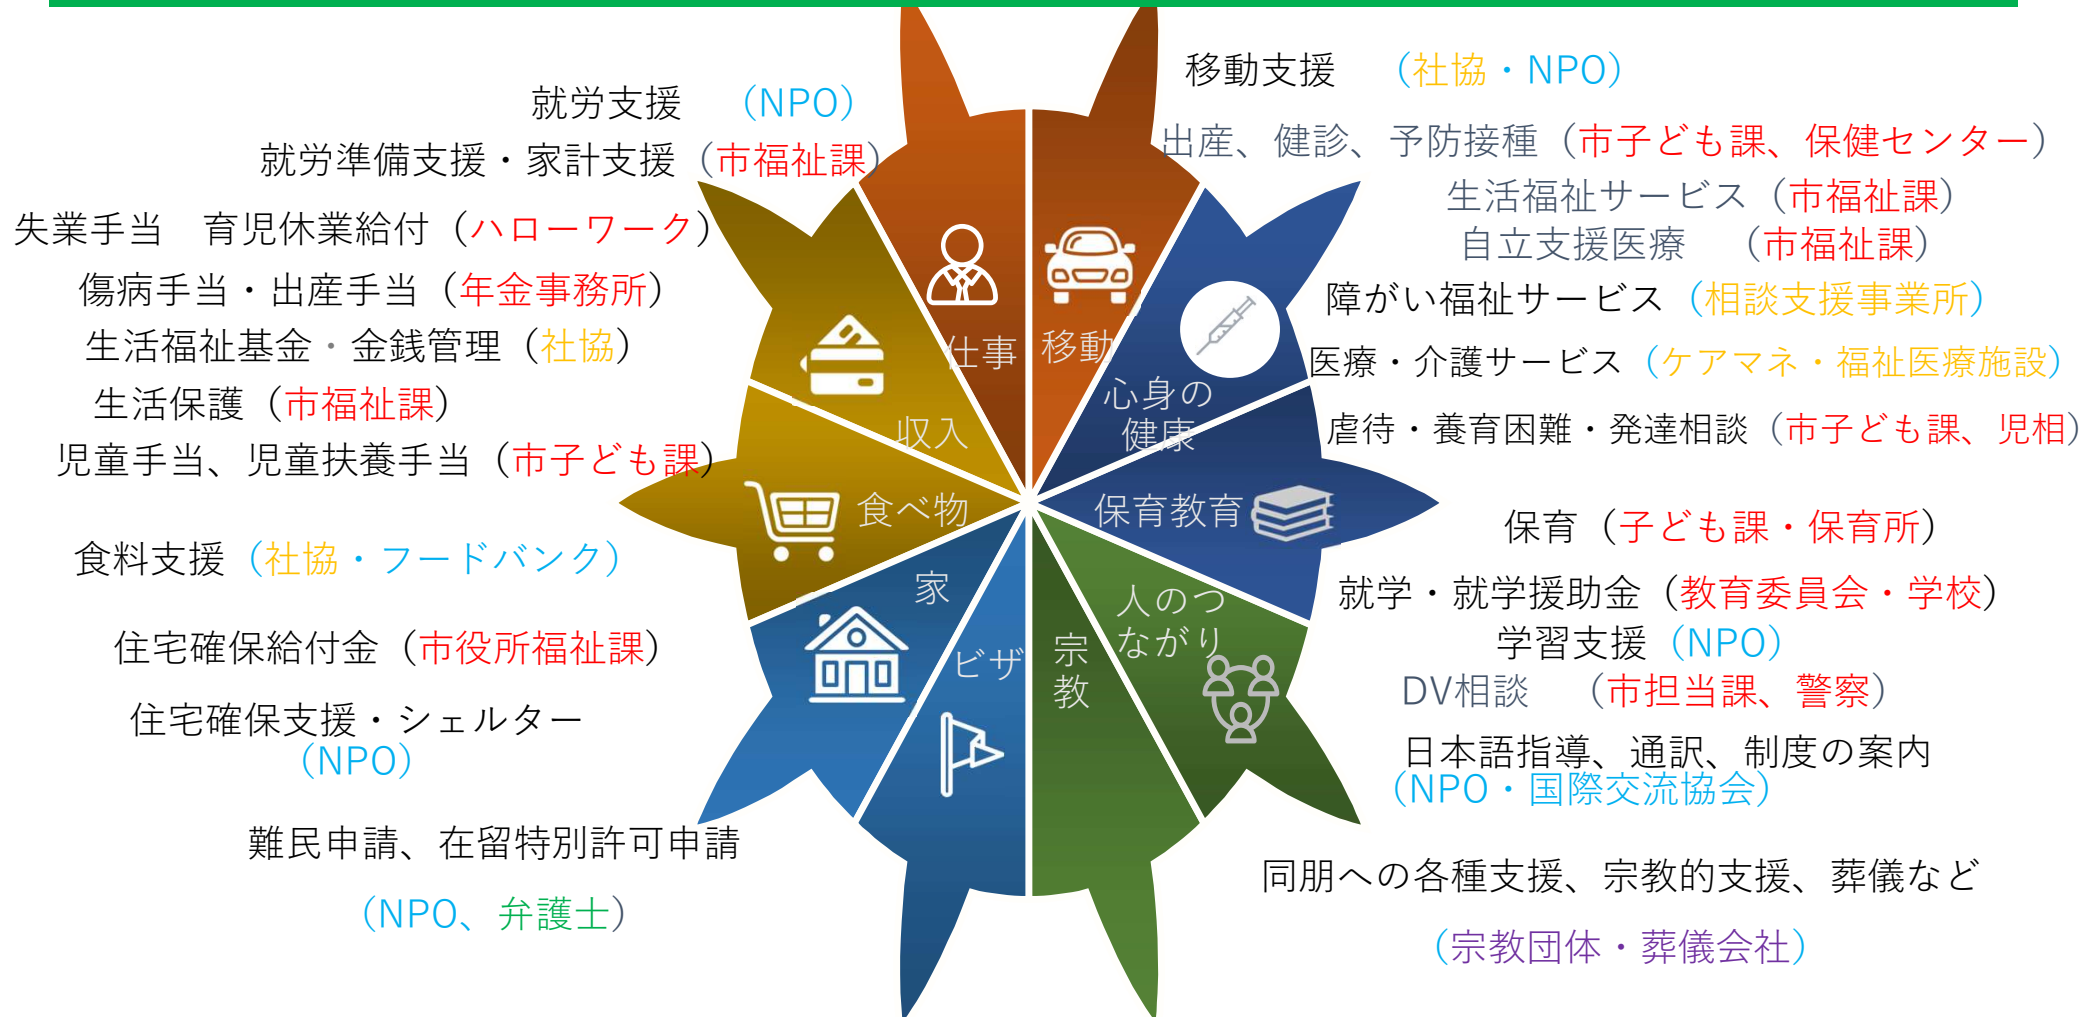 就労支援　（NPO）
就労準備支援・家計支援（市福祉課）
失業手当　育児休業給付（ハローワーク）
傷病手当・出産手当（年金事務所）
生活福祉基金・金銭管理（社協）
生活保護（市福祉課）
児童手当、児童扶養手当（市子ども課）
食料支援（社協・フードバンク）
住宅確保給付金（市役所福祉課）
住宅確保支援・シェルター
（NPO）
難民申請、在留特別許可申請
（NPO、弁護士）
仕事
移動
収入
心身の
健康
食べ物
保育教育
家
人のつ
ながり
ビザ
宗
教
移動支援　（社協・NPO）
出産、健診、予防接種（市子ども課、保健センター）
生活福祉サービス（市福祉課）
自立支援医療　（市福祉課）
障がい福祉サービス（相談支援事業所）
医療・介護サービス（ケアマネ・福祉医療施設）
虐待・養育困難・発達相談（市子ども課、児相）
保育（子ども課・保育所）
就学・就学援助金（教育委員会・学校）
学習支援（NPO）
DV相談　（市担当課、警察）
日本語指導、通訳、制度の案内
（NPO・国際交流協会）
同朋への各種支援、宗教的支援、葬儀など
（宗教団体・葬儀会社）